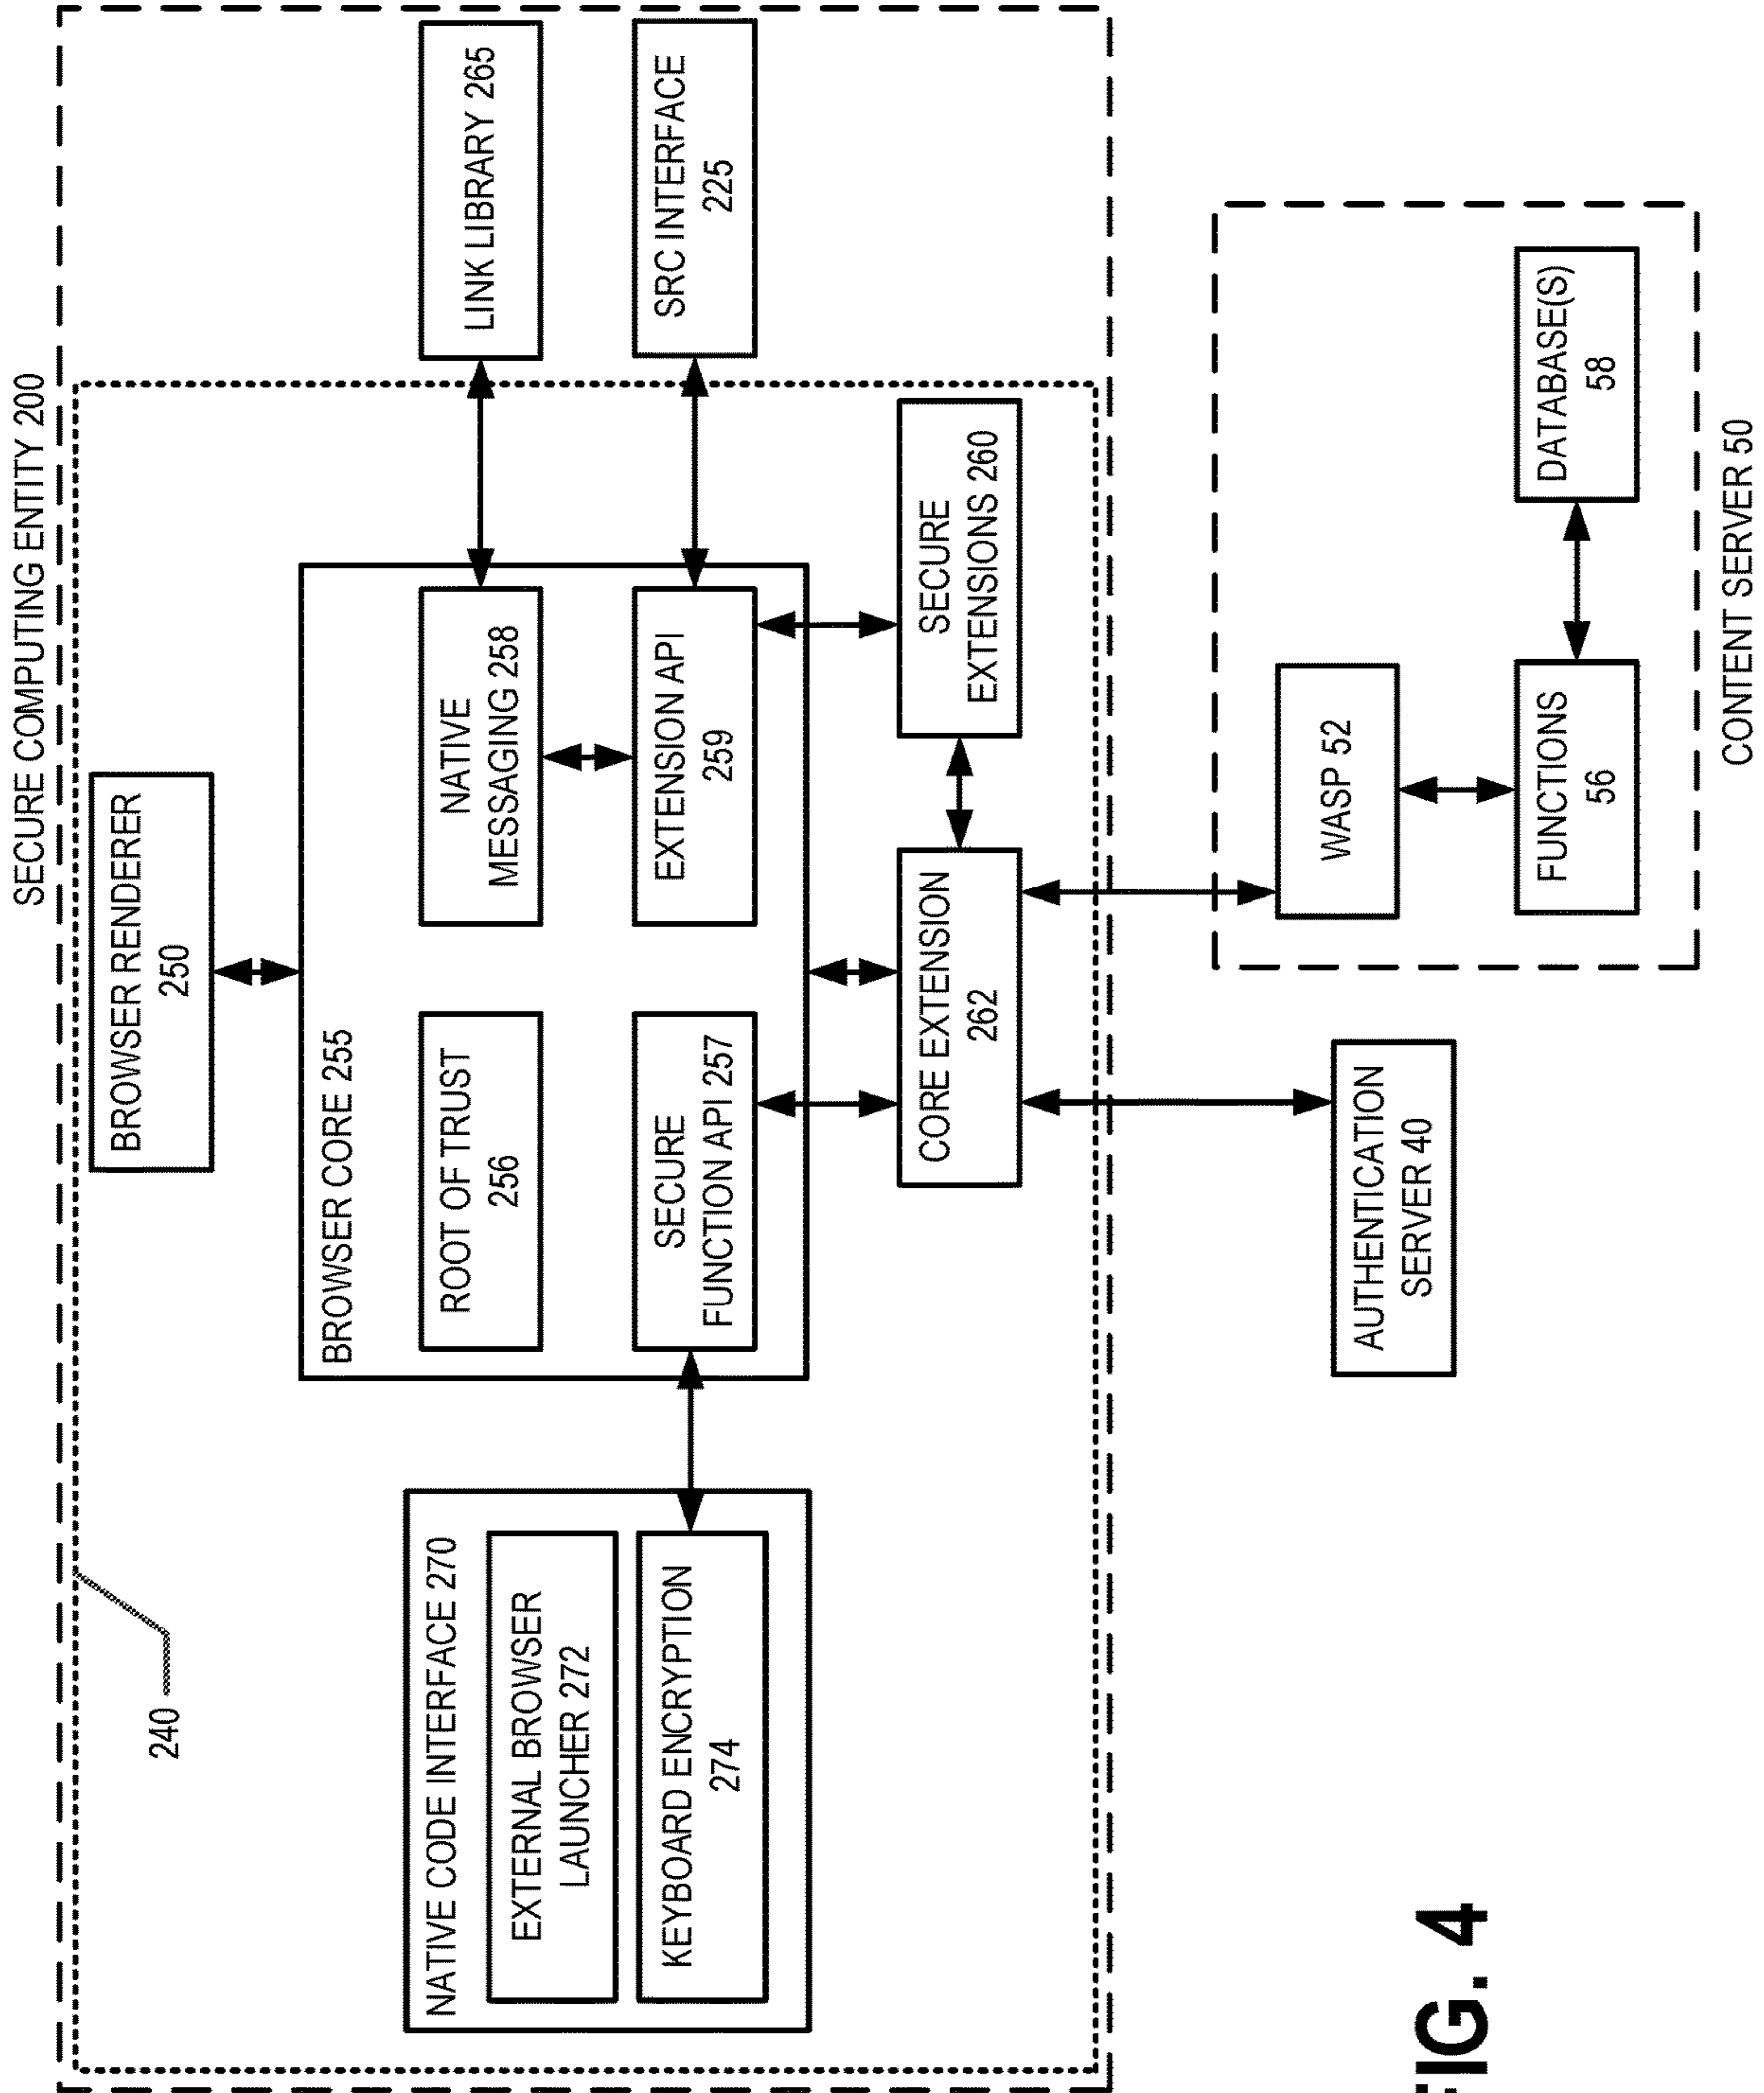 SECURE COMPUTING ENTITY 200
240
BROWSER RENDERER
250
NATIVE CODE INTERFACE 270
EXTERNAL BROWSER
LAUNCHER 272
KEYBOARD ENCRYPTION
274
BROWSER CORE 255
ROOT OF TRUST
256
NATIVE
MESSAGING 258
SECURE
FUNCTION API 257
EXTENSION API
259
LINK LIBRARY 265
SRC INTERFACE
225
CORE EXTENSION
262
SECURE
EXTENSIONS 260
AUTHENTICATION
SERVER 40
WASP 52
FUNCTIONS
56
DATABASE(S)
58
CONTENT SERVER 50
FIG. 4